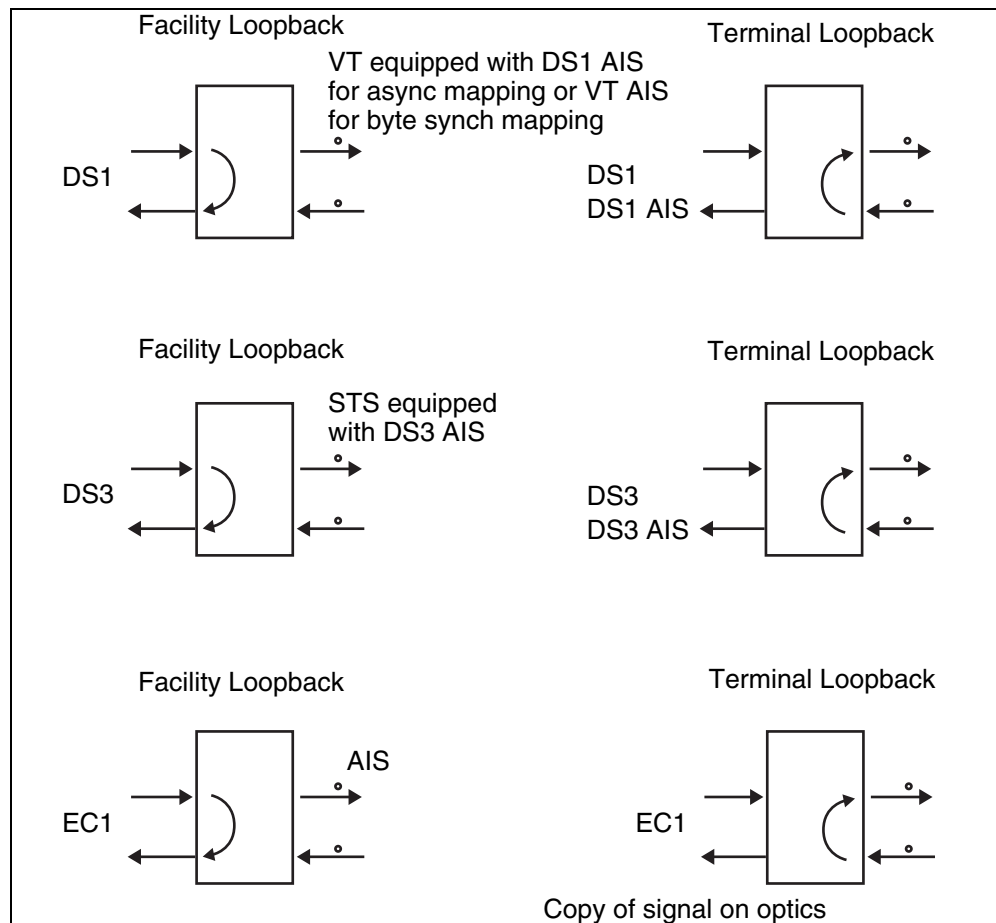 Facility Loopback
Terminal Loopback
VT equipped with DS1 AIS
for async mapping or VT AIS
for byte synch mapping
DS1
DS1
DS1 AIS
Facility Loopback
Terminal Loopback
STS equipped
with DS3 AIS
DS3
DS3
DS3 AIS
Facility Loopback
Terminal Loopback
AIS
EC1
EC1
Copy of signal on optics